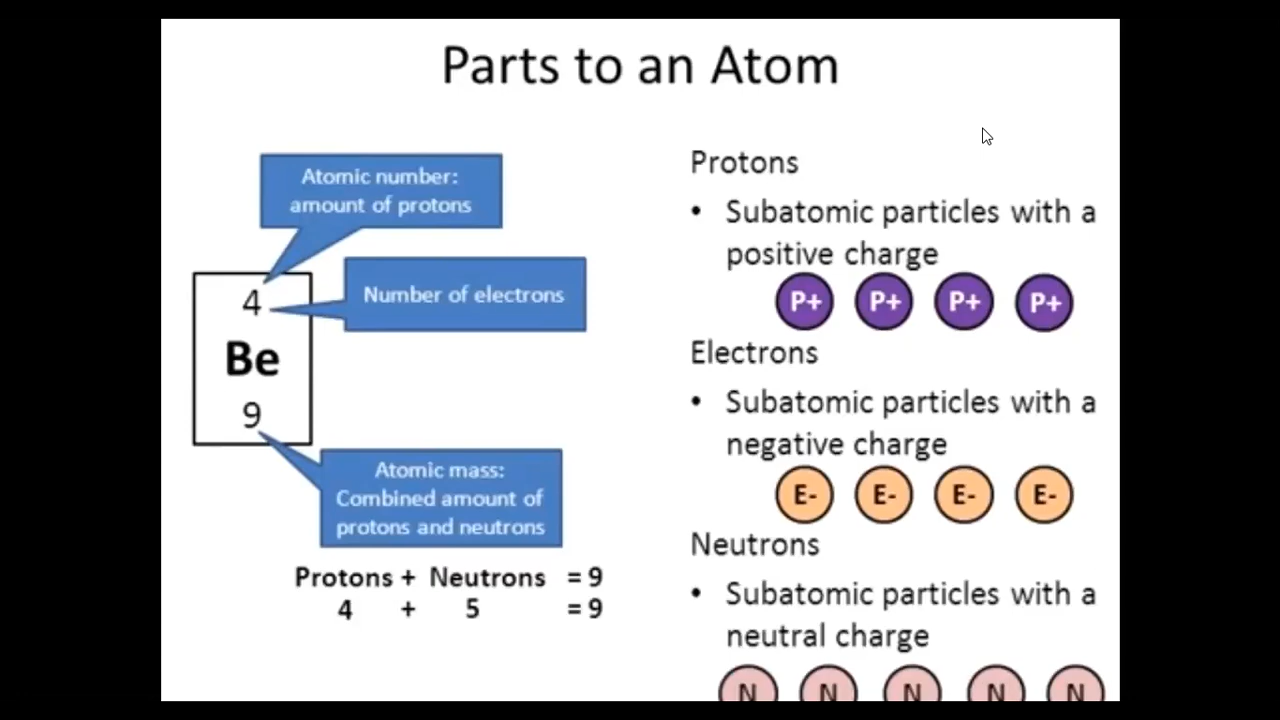 Parts to an Atom
Atomic number:
amount of protons
Number of electrons
4
Be
9
Atomic mass:
Combined amount of
protons and neutrons
Protons + Neutrons = 9
4 + 5 = 9
Protons
• Subatomic particles with a
positive charge
P+ P+ P+ P+
Electrons
• Subatomic particles with a
negative charge
E- E- E- E-
Neutrons
• Subatomic particles with a
neutral charge
N N N N N